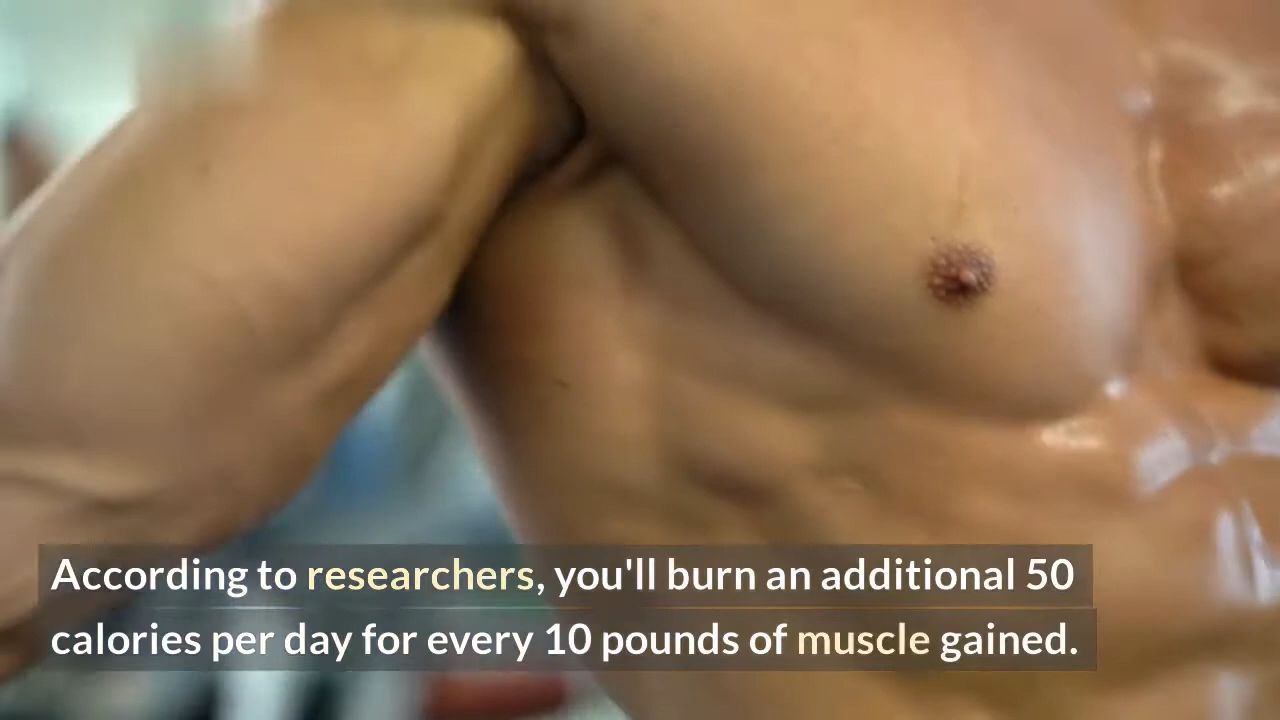 According to researchers, you'll burn an additional 50
calories per day for every 10 pounds of muscle gained.